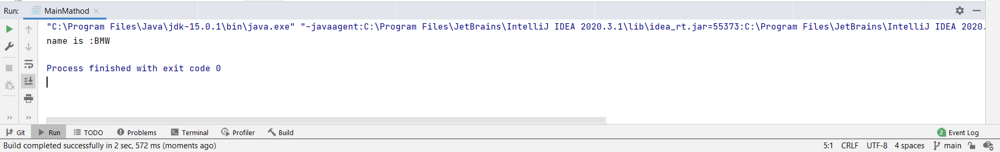 Run: MainMathod
"C:\Program Files\Java\jdk-15.0.1\bin\java.exe" "-javaagent:C:\Program Files\JetBrains\IntelliJ IDEA 2020.3.1\lib\idea_rt.jar=55373:C:\Program Files\JetBrains\IntelliJ IDEA 2020.
name is :BMW
Process finished with exit code 0
Git Run TODO Problems Terminal Profiler Build 2 Event Log
Build completed successfully in 2 sec, 572 ms (moments ago) 5:1 CRLF UTF-8 4 spaces main